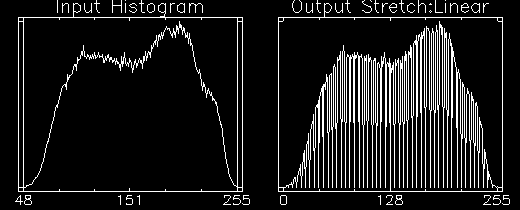 Input Histogram
Output Stretch:Linear
48 151 255
0 128 255